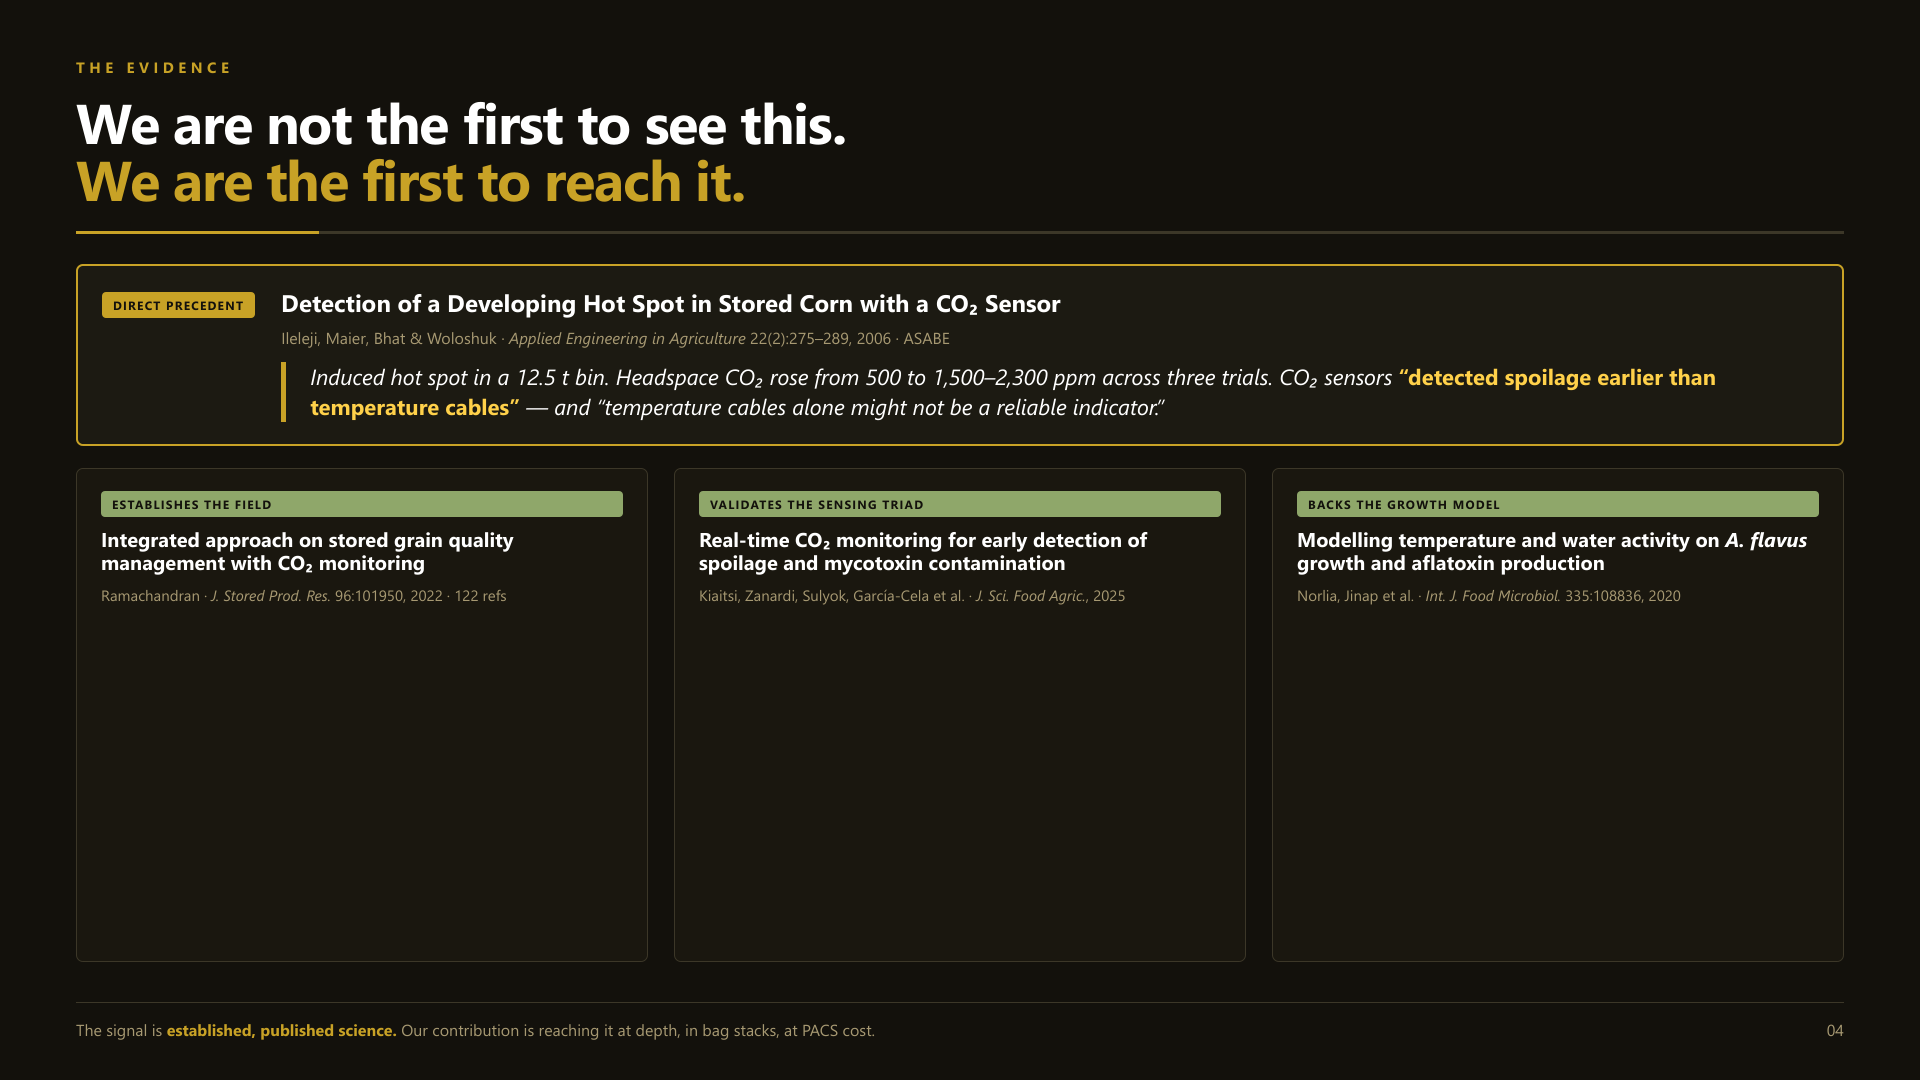 THE EVIDENCE
We are not the first to see this.
We are the first to reach it.
DIRECT PRECEDENT
Detection of a Developing Hot Spot in Stored Corn with a CO₂ Sensor
Ileleji, Maier, Bhat & Woloshuk · Applied Engineering in Agriculture 22(2):275–289, 2006 · ASABE
Induced hot spot in a 12.5 t bin. Headspace CO₂ rose from 500 to 1,500–2,300 ppm across three trials. CO₂ sensors “detected spoilage earlier than
temperature cables” — and “temperature cables alone might not be a reliable indicator.”
ESTABLISHES THE FIELD
Integrated approach on stored grain quality
management with CO₂ monitoring
Ramachandran · J. Stored Prod. Res. 96:101950, 2022 · 122 refs
VALIDATES THE SENSING TRIAD
Real-time CO₂ monitoring for early detection of
spoilage and mycotoxin contamination
Kiaitsi, Zanardi, Sulyok, García-Cela et al. · J. Sci. Food Agric., 2025
BACKS THE GROWTH MODEL
Modelling temperature and water activity on A. flavus
growth and aflatoxin production
Norlia, Jinap et al. · Int. J. Food Microbiol. 335:108836, 2020
The signal is established, published science. Our contribution is reaching it at depth, in bag stacks, at PACS cost.
04